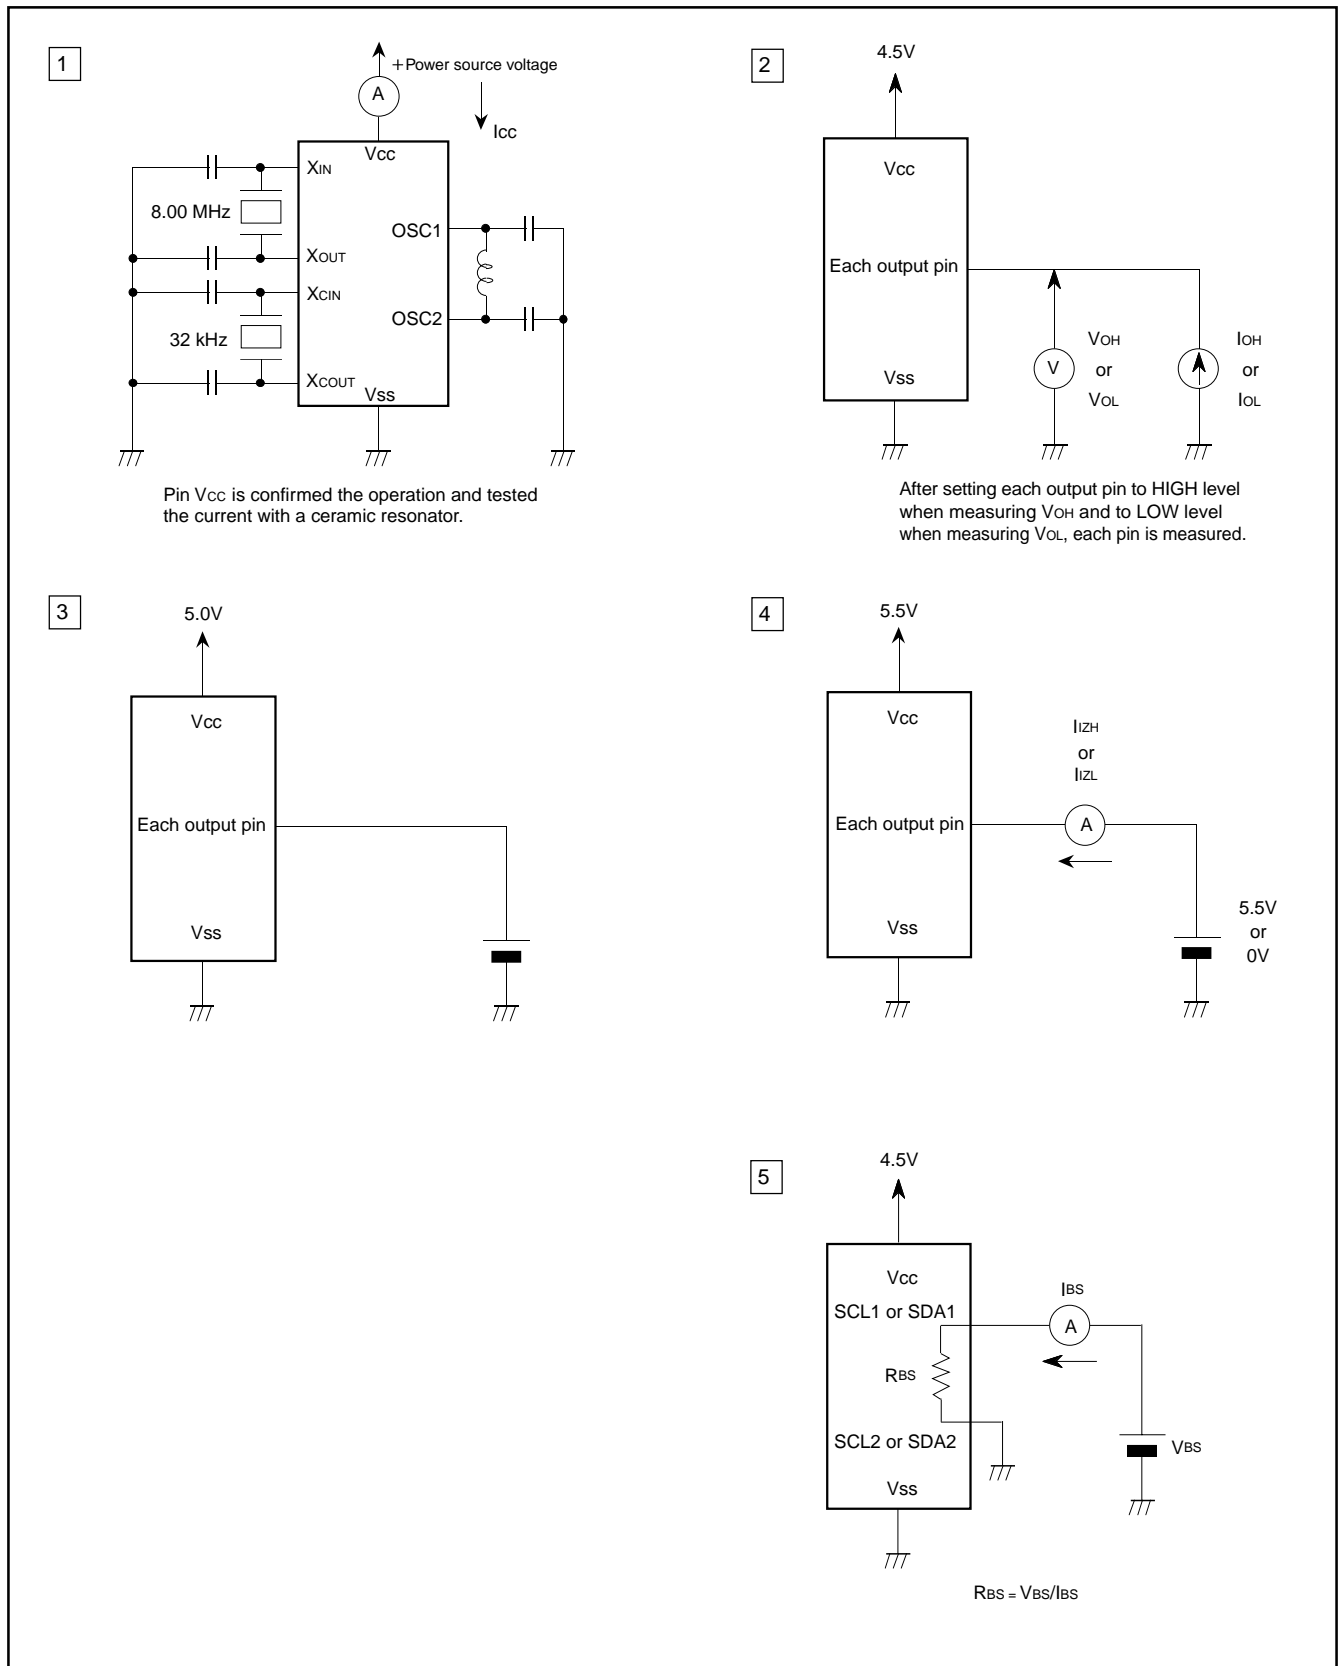 1
+Power source voltage
A
Icc
Vcc
XIN
8.00 MHz
OSC1
XOUT
XCIN
OSC2
32 kHz
XCOUT
Vss
Pin Vcc is confirmed the operation and tested
the current with a ceramic resonator.
2
4.5V
Vcc
Each output pin
V
VOH
or
VOL
IOH
or
IOL
Vss
After setting each output pin to HIGH level
when measuring VOH and to LOW level
when measuring VOL, each pin is measured.
3
5.0V
Vcc
Each output pin
Vss
4
5.5V
Vcc
IIZH
or
IIZL
Each output pin
A
Vss
5.5V
or
0V
5
4.5V
Vcc
SCL1 or SDA1
IBS
A
RBS
SCL2 or SDA2
VBS
Vss
RBS = VBS/IBS